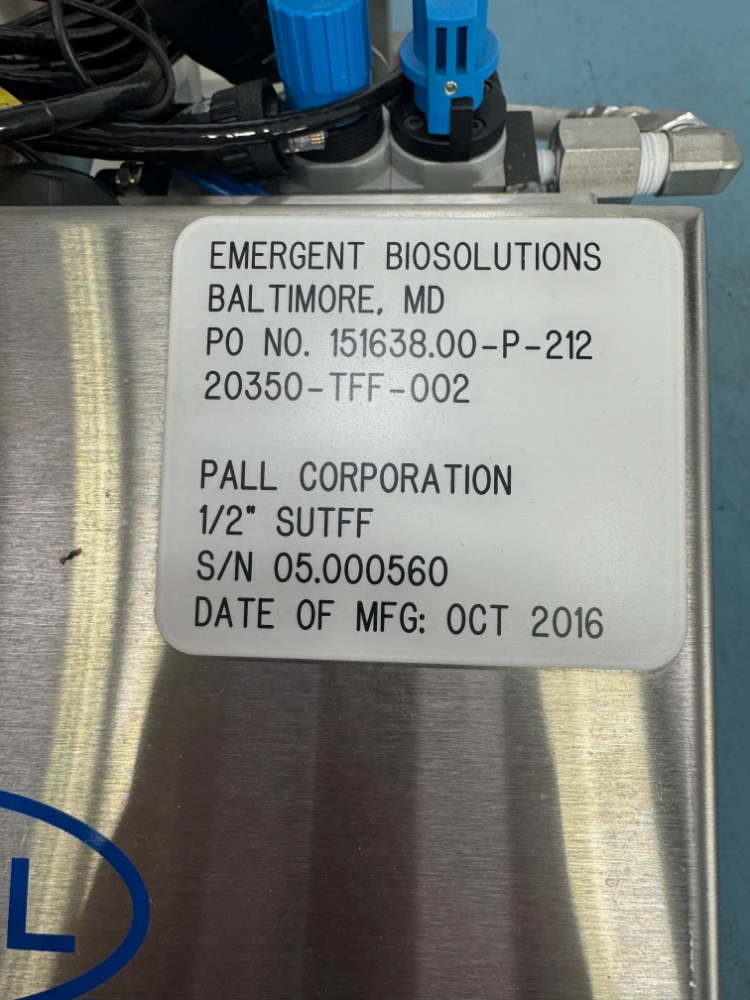 EMERGENT BIOSOLUTIONS
BALTIMORE, MD
PO NO. 151638.00-P-212
20350-TFF-002
PALL CORPORATION
1/2" SUTFF
S/N 05.000560
DATE OF MFG: OCT 2016
L